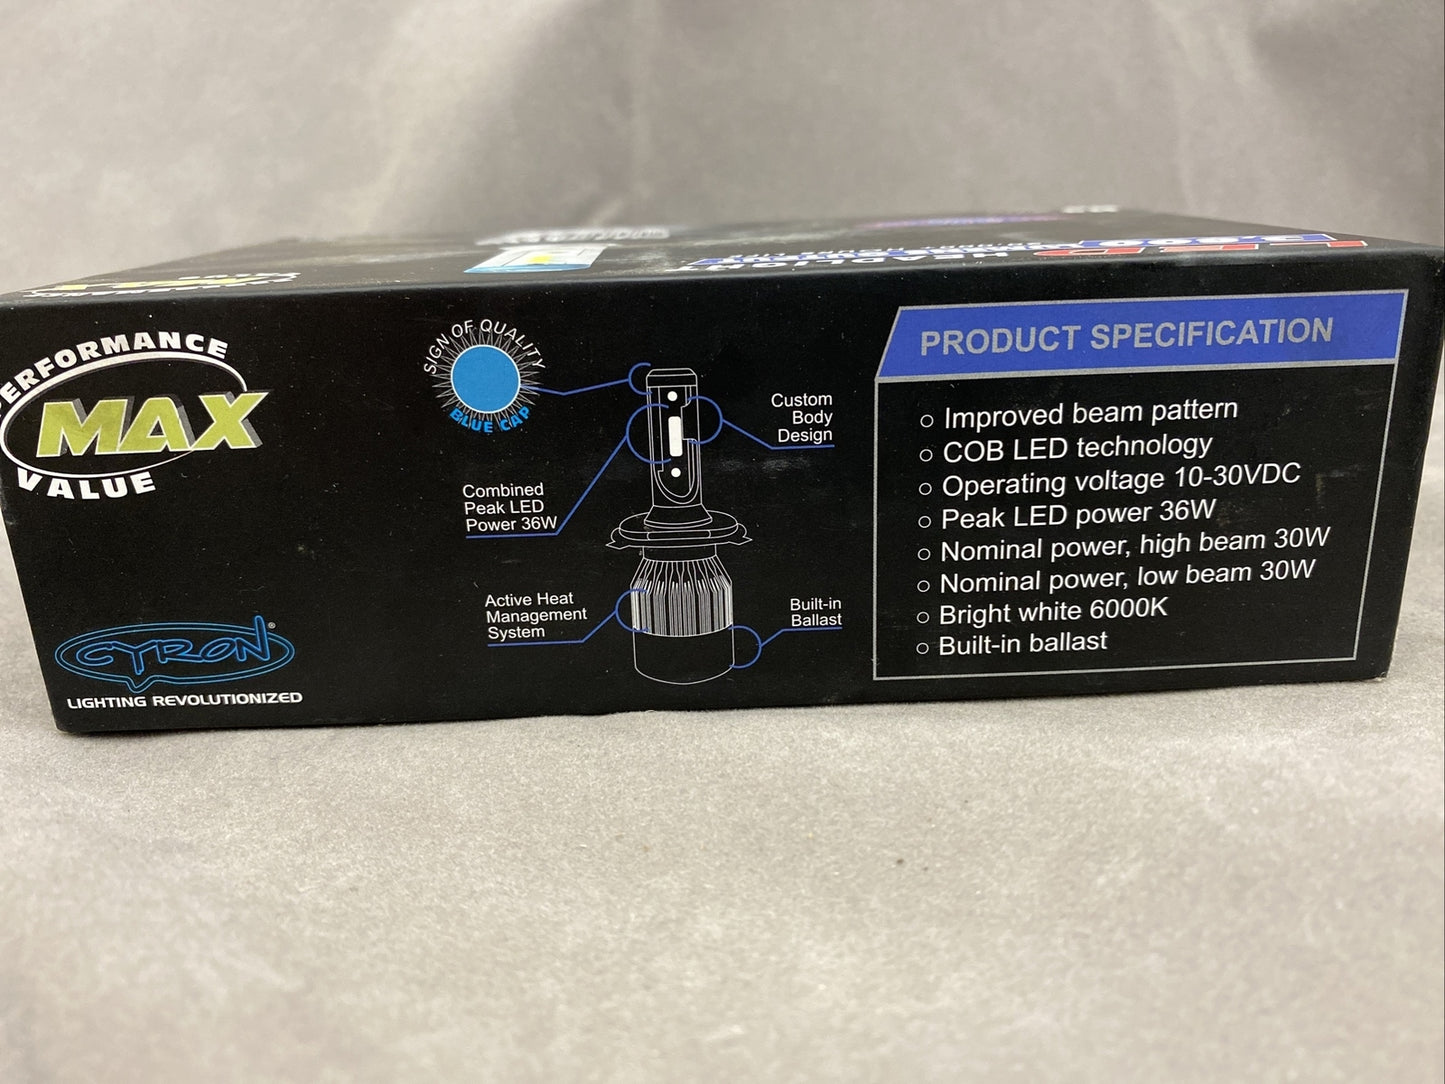 PERFORMANCE
MAX
VALUE
CYRON®
LIGHTING REVOLUTIONIZED
SIGN OF QUALITY
BLUE CAP
Combined
Peak LED
Power 36W
Custom
Body
Design
Active Heat
Management
System
Built-in
Ballast
LED
HEADLIGHT
PRODUCT SPECIFICATION
○ Improved beam pattern
○ COB LED technology
○ Operating voltage 10-30VDC
○ Peak LED power 36W
○ Nominal power, high beam 30W
○ Nominal power, low beam 30W
○ Bright white 6000K
○ Built-in ballast